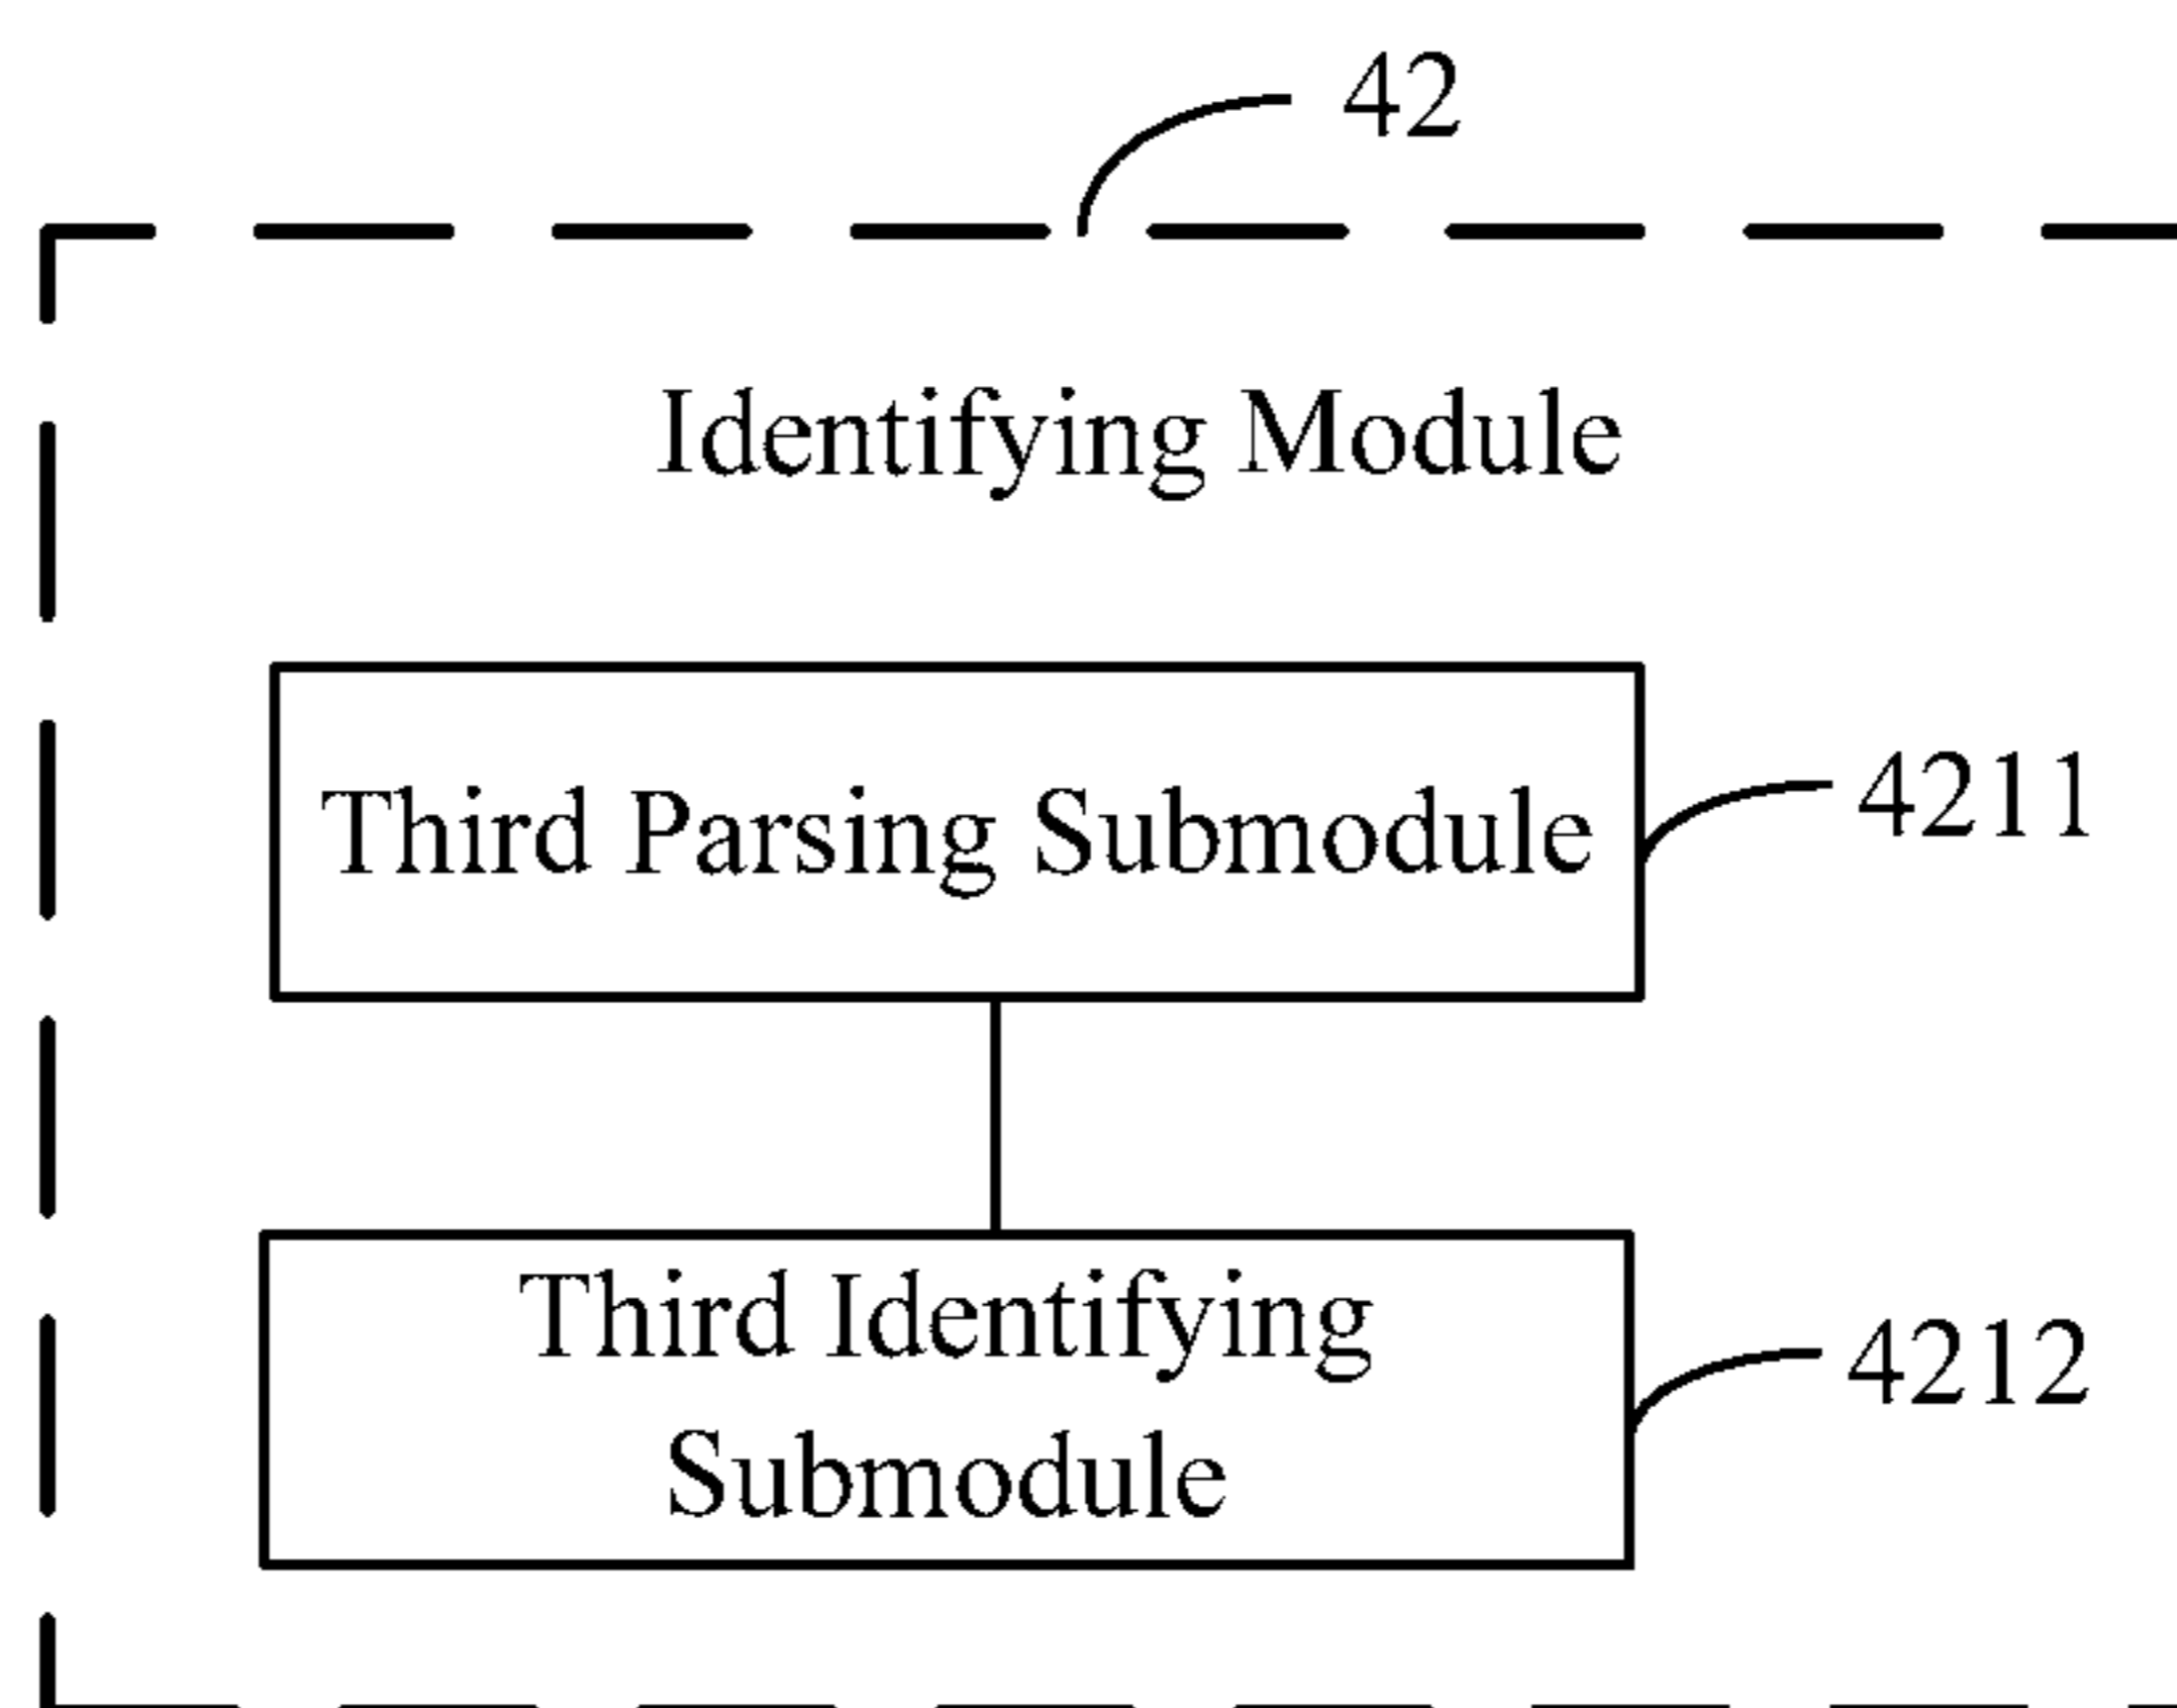 42
Identifying Module
Third Parsing Submodule
4211
Third Identifying
Submodule
4212